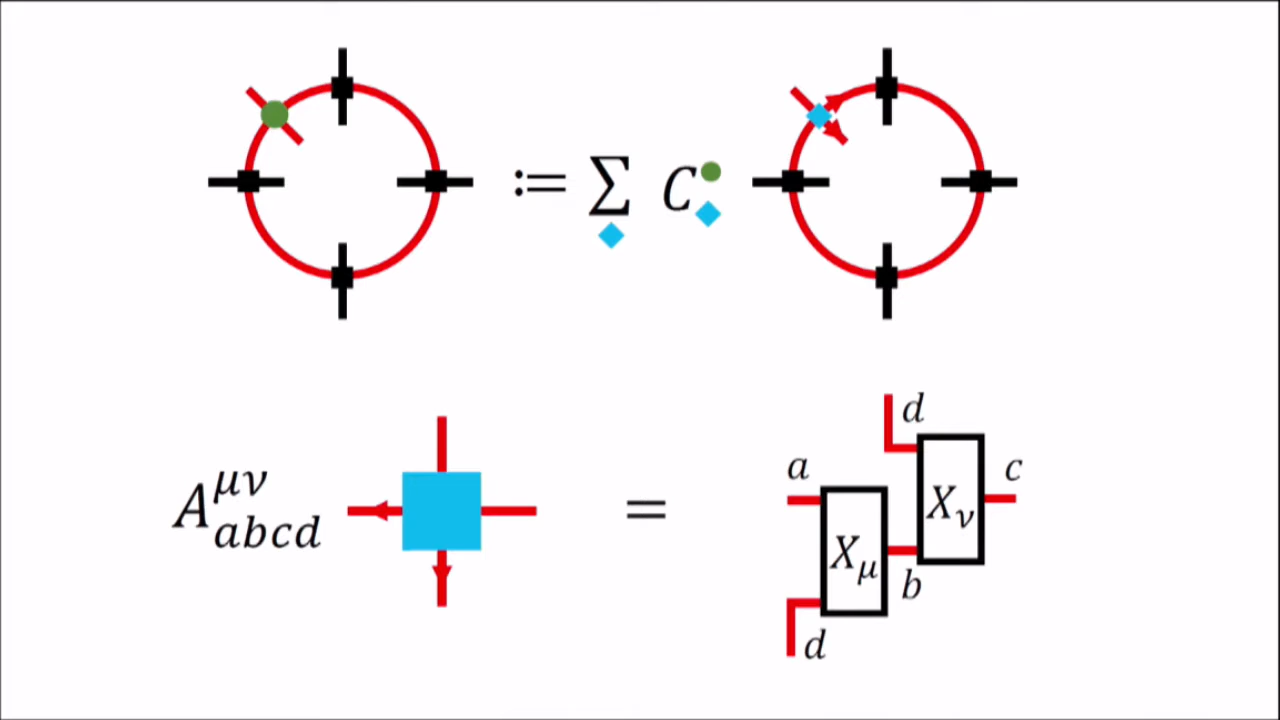 := ∑ C
d
a c
A^{μν}_{abcd} = X_μ X_ν
b
d